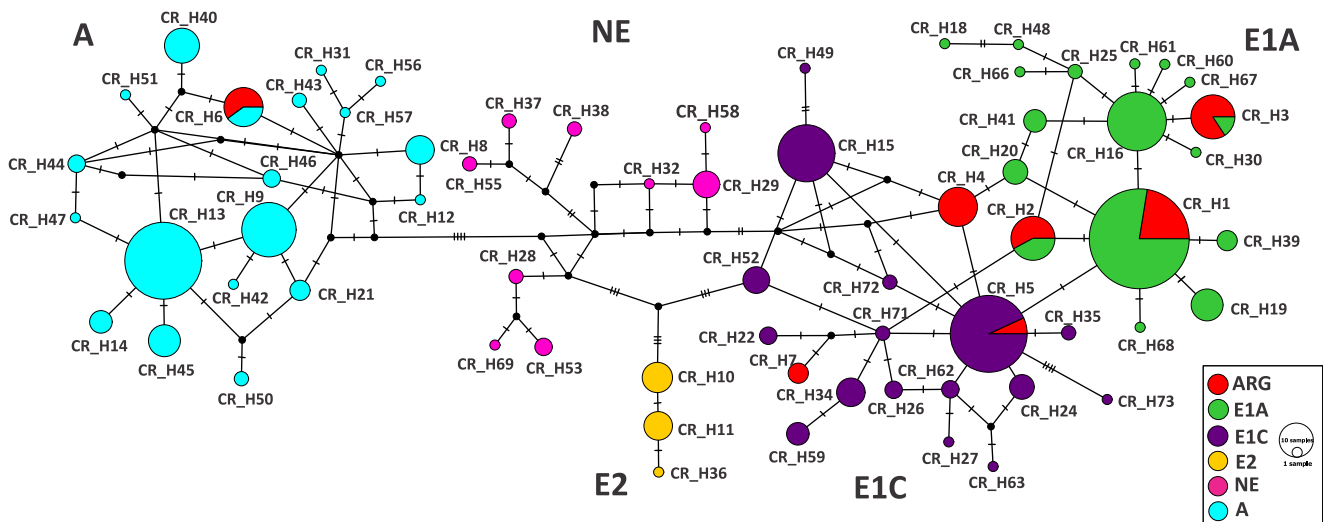 A
NE
E1A
CR_H40
CR_H18
CR_H48
CR_H31
CR_H49
CR_H25
CR_H61
CR_H60
CR_H56
CR_H51
CR_H43
CR_H66
CR_H67
CR_H37
CR_H38
CR_H58
CR_H6
CR_H57
CR_H3
CR_H41
CR_H8
CR_H15
CR_H16
CR_H30
CR_H44
CR_H46
CR_H55
CR_H32
CR_H20
CR_H4
CR_H29
CR_H9
CR_H12
CR_H2
CR_H1
CR_H47
CR_H13
CR_H39
CR_H28
CR_H52
CR_H42
CR_H21
CR_H72
CR_H5
CR_H19
CR_H71
CR_H35
CR_H14
CR_H22
CR_H68
CR_H69
CR_H53
CR_H7
CR_H45
CR_H62
CR_H10
CR_H34
CR_H50
CR_H26
CR_H24
CR_H73
CR_H11
CR_H59
CR_H27
CR_H36
CR_H63
E2
E1C
ARG
E1A
E1C
10 samples
1 sample
E2
NE
A